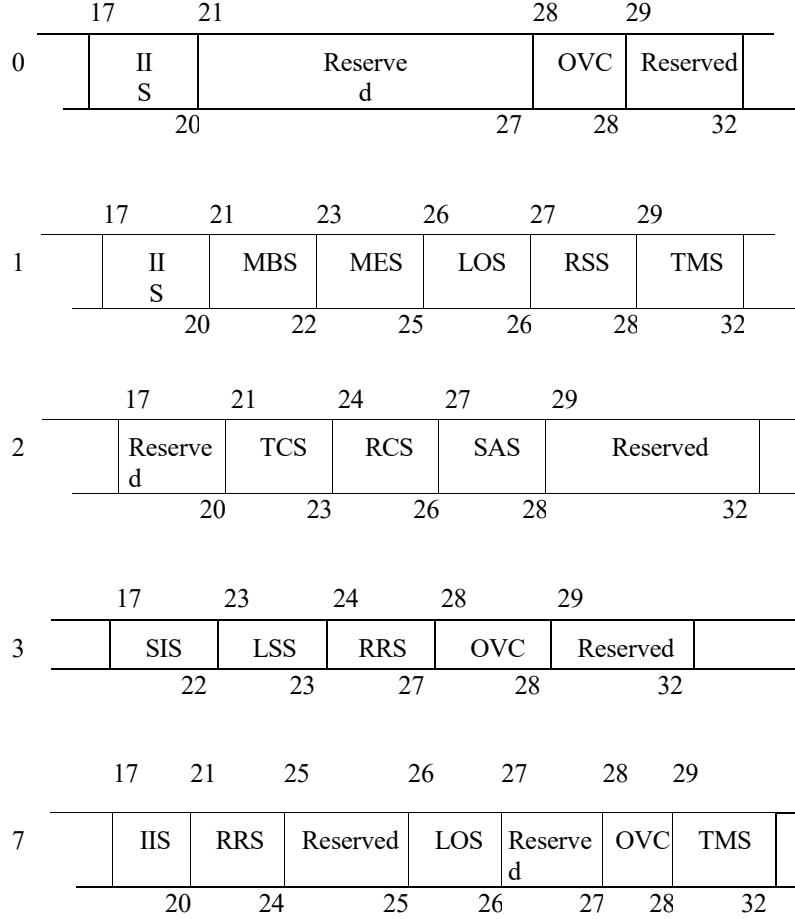 17 21 28 29
0 II Reserve OVC Reserved
S d
20 27 28 32
17 21 23 26 27 29
1 II MBS MES LOS RSS TMS
S
20 22 25 26 28 32
17 21 24 27 29
2 Reserve TCS RCS SAS Reserved
d
20 23 26 28 32
17 23 24 28 29
3 SIS LSS RRS OVC Reserved
22 23 27 28 32
17 21 25 26 27 28 29
7 IIS RRS Reserved LOS Reserve OVC TMS
d
20 24 25 26 27 28 32